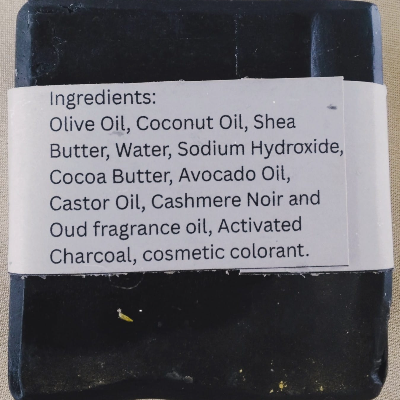 Ingredients:
Olive Oil, Coconut Oil, Shea
Butter, Water, Sodium Hydroxide,
Cocoa Butter, Avocado Oil,
Castor Oil, Cashmere Noir and
Oud fragrance oil, Activated
Charcoal, cosmetic colorant.